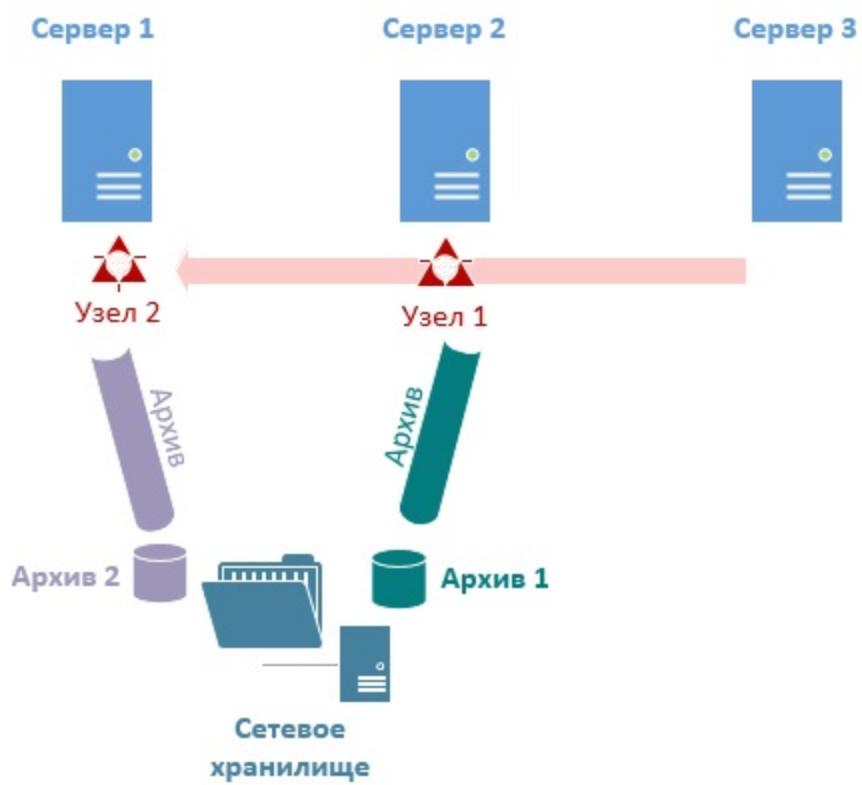 Сервер 1
Сервер 2
Сервер 3
Узел 2
Узел 1
Архив
Архив
Архив 2
Архив 1
Сетевое
хранилище